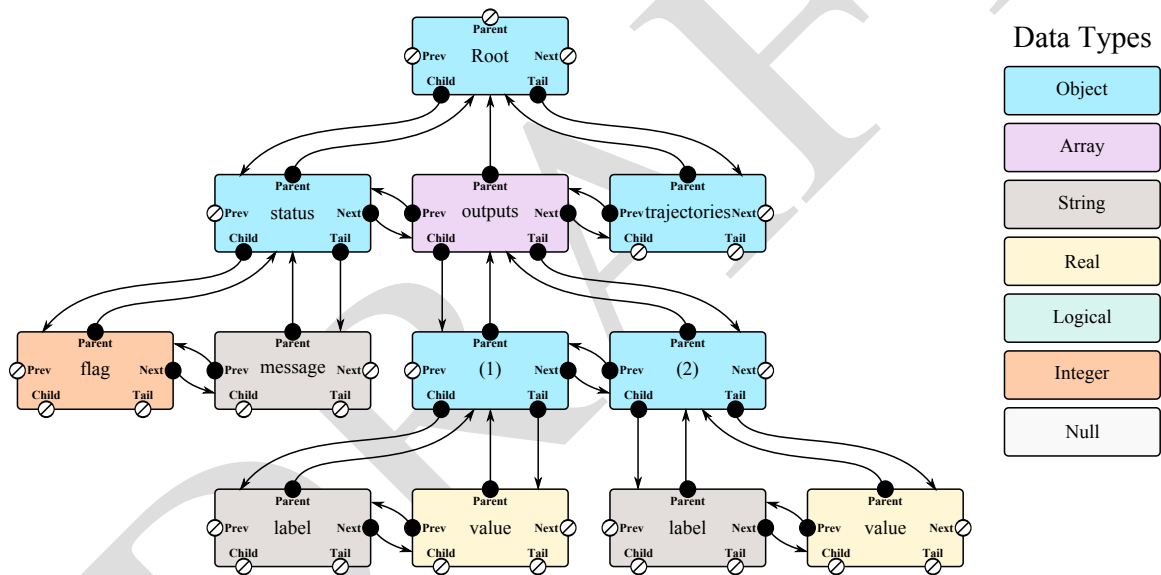 Parent
Prev Root Next
Child Tail
Parent
Prev status Next
Child Tail
Parent
Prev outputs Next
Child Tail
Parent
Prev trajectories Next
Child Tail
Parent
Prev flag Next
Child Tail
Parent
Prev message Next
Child Tail
Parent
Prev (1) Next
Child Tail
Parent
Prev (2) Next
Child Tail
Parent
Prev label Next
Child Tail
Parent
Prev value Next
Child Tail
Parent
Prev label Next
Child Tail
Parent
Prev value Next
Child Tail
Data Types
Object
Array
String
Real
Logical
Integer
Null
DRAFT